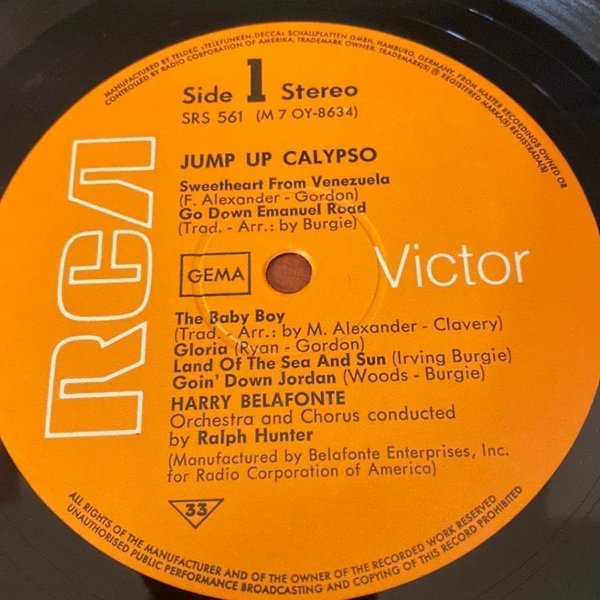 MANUFACTURED BY TELDEC »TELEFUNKEN-DECCA« SCHALLPLATTEN GMBH, HAMBURG, GERMANY, FROM MASTER RECORDINGS OWNED OR
CONTROLLED BY RADIO CORPORATION OF AMERICA, TRADEMARK OWNER, TRADEMARK(S) ® REGISTERED MARKA(S) REGISTRADA(S)
Side 1 Stereo
SRS 561 (M 7 OY-8634)
JUMP UP CALYPSO
Sweetheart From Venezuela
(F. Alexander - Gordon)
Go Down Emanuel Road
(Trad. - Arr.: by Burgie)
RCA
GEMA
Victor
The Baby Boy
(Trad. - Arr.: by M. Alexander - Clavery)
Gloria (Ryan - Gordon)
Land Of The Sea And Sun (Irving Burgie)
Goin' Down Jordan (Woods - Burgie)
HARRY BELAFONTE
Orchestra and Chorus conducted
by Ralph Hunter
(Manufactured by Belafonte Enterprises, Inc.
for Radio Corporation of America)
33
ALL RIGHTS OF THE MANUFACTURER AND OF THE OWNER OF THE RECORDED WORK RESERVED
UNAUTHORISED PUBLIC PERFORMANCE BROADCASTING AND COPYING OF THIS RECORD PROHIBITED